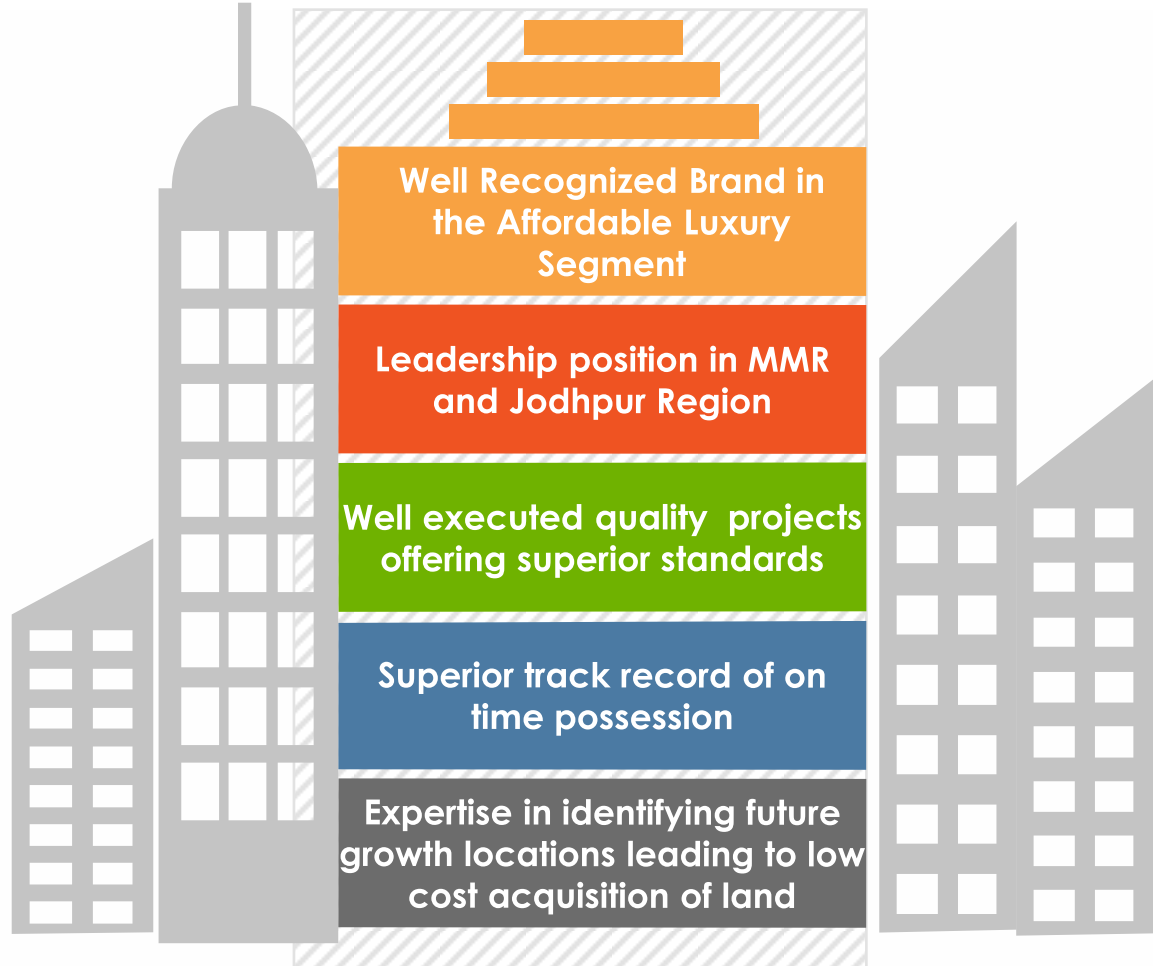 Well Recognized Brand in
the Affordable Luxury
Segment
Leadership position in MMR
and Jodhpur Region
Well executed quality  projects
offering superior standards
Superior track record of on
time possession
Expertise in identifying future
growth locations leading to low
cost acquisition of land